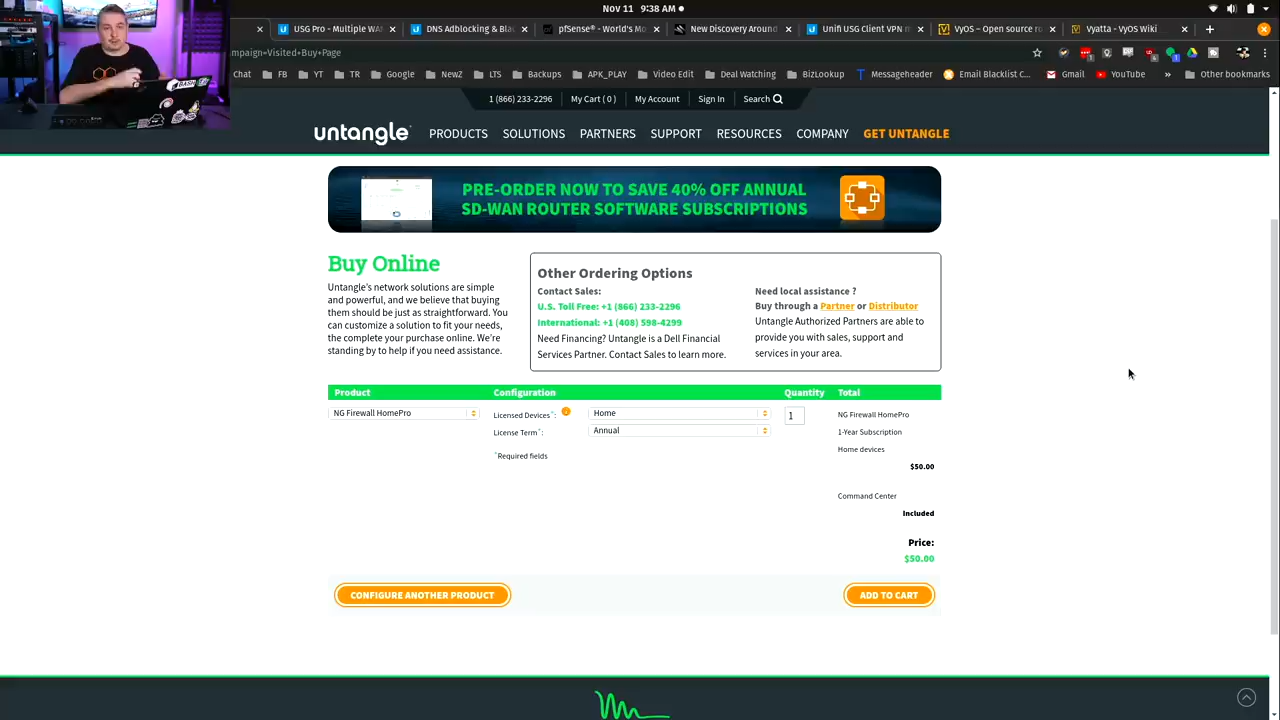 Nov 11 9:38 AM
USG Pro - Multiple WA
pfSense® - World's
New Discovery Around
Unifi USG Client VPN
VyOS - Open source r
Vyatta - VyOS Wiki
mpaign=Visited+Buy+Page
Chat
FB
YT
TR
Google
New2
LTS
Backups
APK_PLAY
Video Edit
Deal Watching
BizLookup
Messageheader
Email Blacklist C...
Gmail
YouTube
»
Other bookmarks
1 (866) 233-2296
My Cart ( 0 )
My Account
Sign In
Search
untangle
PRODUCTS
SOLUTIONS
PARTNERS
SUPPORT
RESOURCES
COMPANY
GET UNTANGLE
PRE-ORDER NOW TO SAVE 40% OFF ANNUAL
SD-WAN ROUTER SOFTWARE SUBSCRIPTIONS
Buy Online
Untangle's network solutions are simple
and powerful, and we believe that buying
them should be just as straightforward. You
can customize a solution to fit your needs,
the complete your purchase online. We're
standing by to help if you need assistance.
Other Ordering Options
Contact Sales:
U.S. Toll Free: +1 (866) 233-2296
International: +1 (408) 598-4299
Need Financing? Untangle is a Dell Financial
Services Partner. Contact Sales to learn more.
Need local assistance ?
Buy through a Partner or Distributor
Untangle Authorized Partners are able to
provide you with sales, support and
services in your area.
Product
Configuration
Quantity
Total
NG Firewall HomePro
Licensed Devices*:
Home
License Term*:
Annual
*Required fields
1
NG Firewall HomePro
1-Year Subscription
Home devices
$50.00
Command Center
Included
Price:
$50.00
CONFIGURE ANOTHER PRODUCT
ADD TO CART